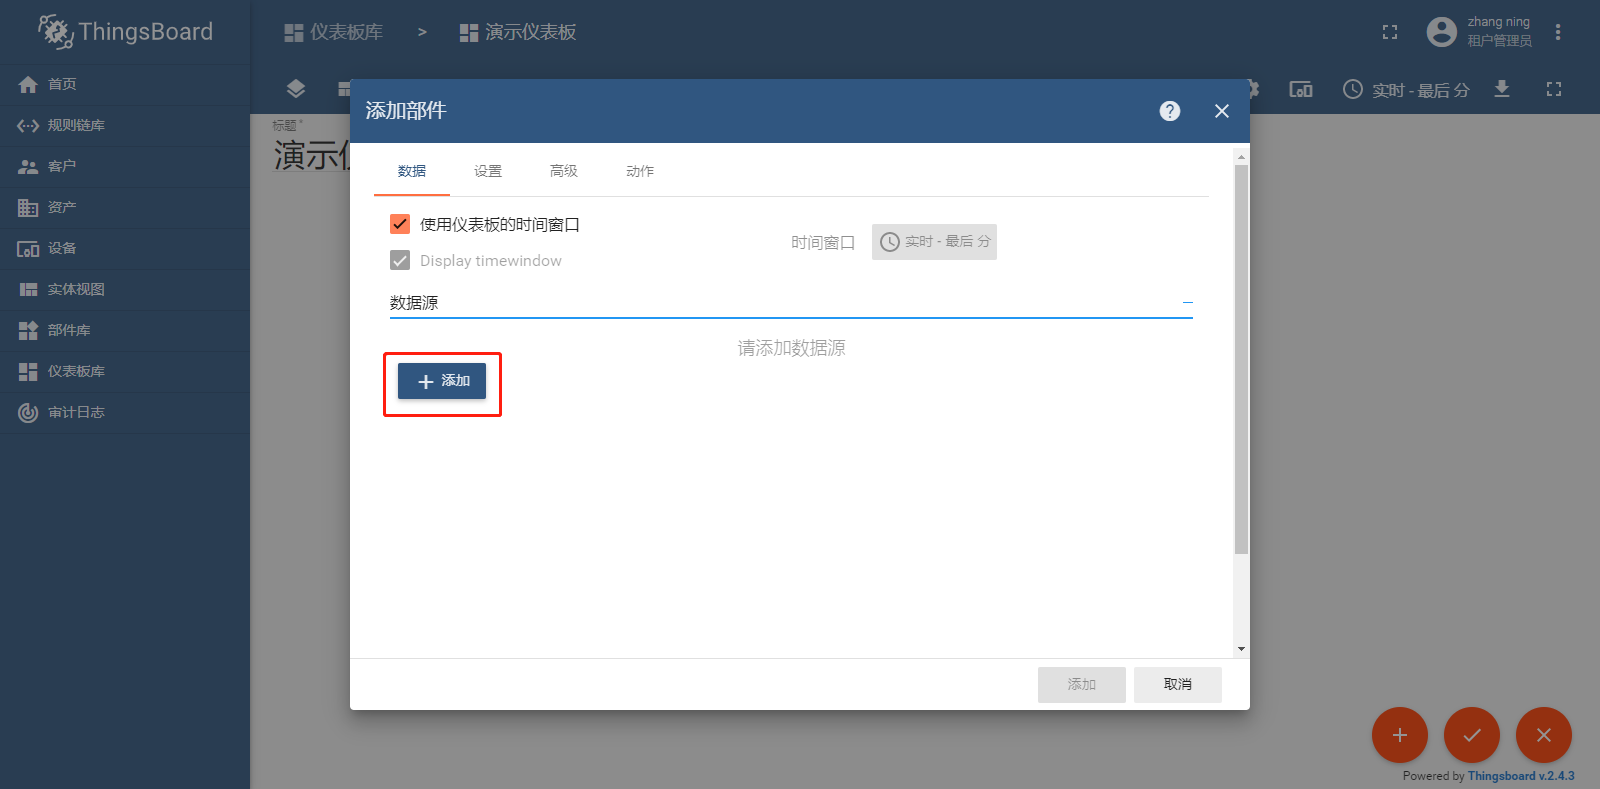 ThingsBoard
仪表板库 > 演示仪表板
zhang ning
租户管理员
首页
规则链库
客户
资产
设备
实体视图
部件库
仪表板库
审计日志
实时 - 最后 分
标题 *
演示仪
添加部件
数据 设置 高级 动作
使用仪表板的时间窗口
Display timewindow
时间窗口 实时 - 最后 分
数据源
请添加数据源
添加
添加 取消
Powered by Thingsboard v.2.4.3